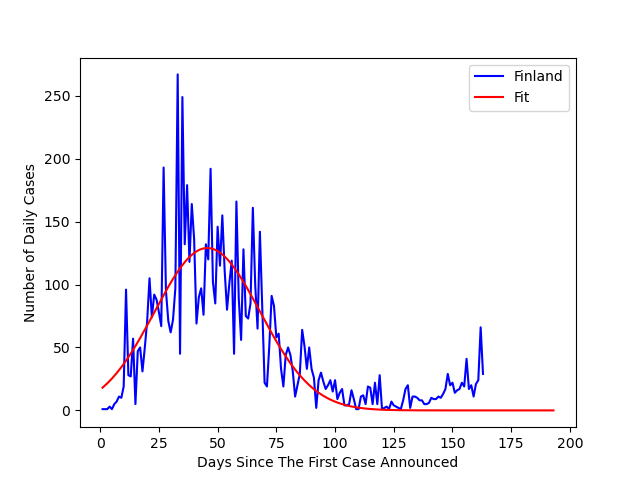 Finland
Fit
Number of Daily Cases
250
200
150
100
50
0
0 25 50 75 100 125 150 175 200
Days Since The First Case Announced